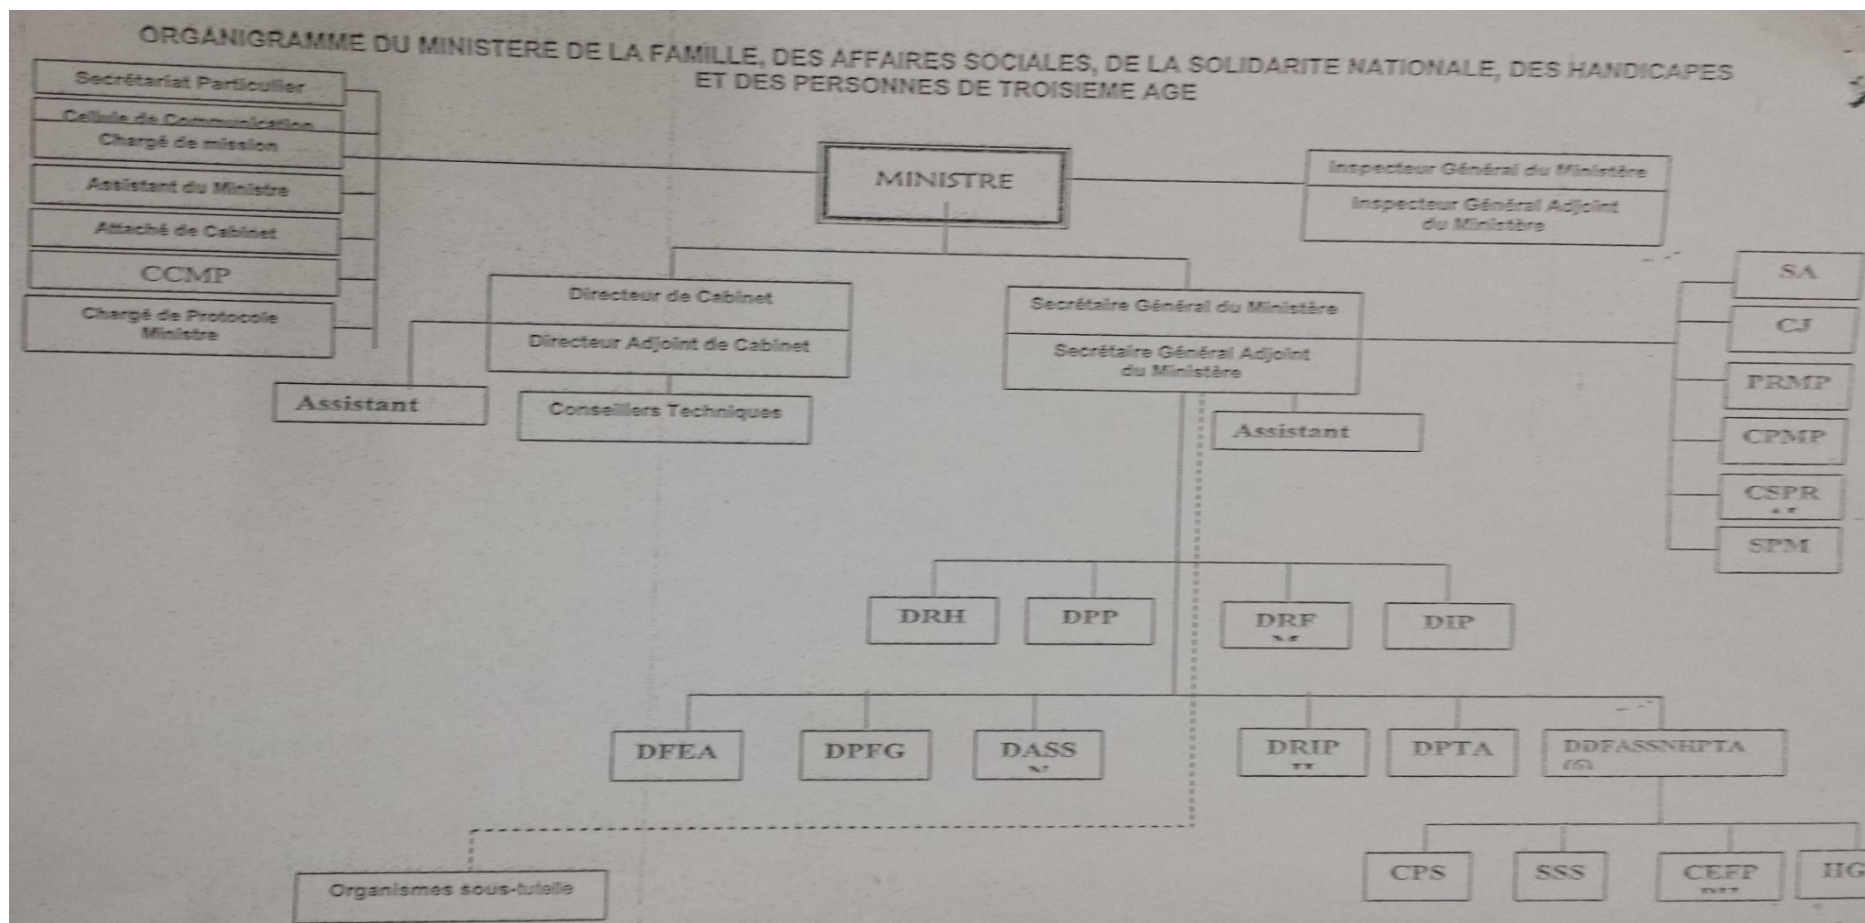 ORGANIGRAMME DU MINISTERE DE LA FAMILLE, DES AFFAIRES SOCIALES, DE LA SOLIDARITE NATIONALE, DES HANDICAPES
ET DES PERSONNES DE TROISIEME AGE
Secrétariat Particulier
Cellule de Communication
Chargé de mission
Assistant du Ministre
Attaché de Cabinet
CCMP
Chargé de Protocole
Ministre
MINISTRE
Inspecteur Général du Ministère
Inspecteur Général Adjoint
du Ministère
Directeur de Cabinet
Directeur Adjoint de Cabinet
Assistant
Conseillers Techniques
Secrétaire Général du Ministère
Secrétaire Général Adjoint
du Ministère
Assistant
SA
CJ
PRMP
CPMP
CSPR
SPM
DRH
DPP
DRF
DIP
DFEA
DPFG
DASS
DRIP
DPTA
DDFASSNHPTA
(6)
CPS
SSS
CEFP
Organismes sous-tutelle